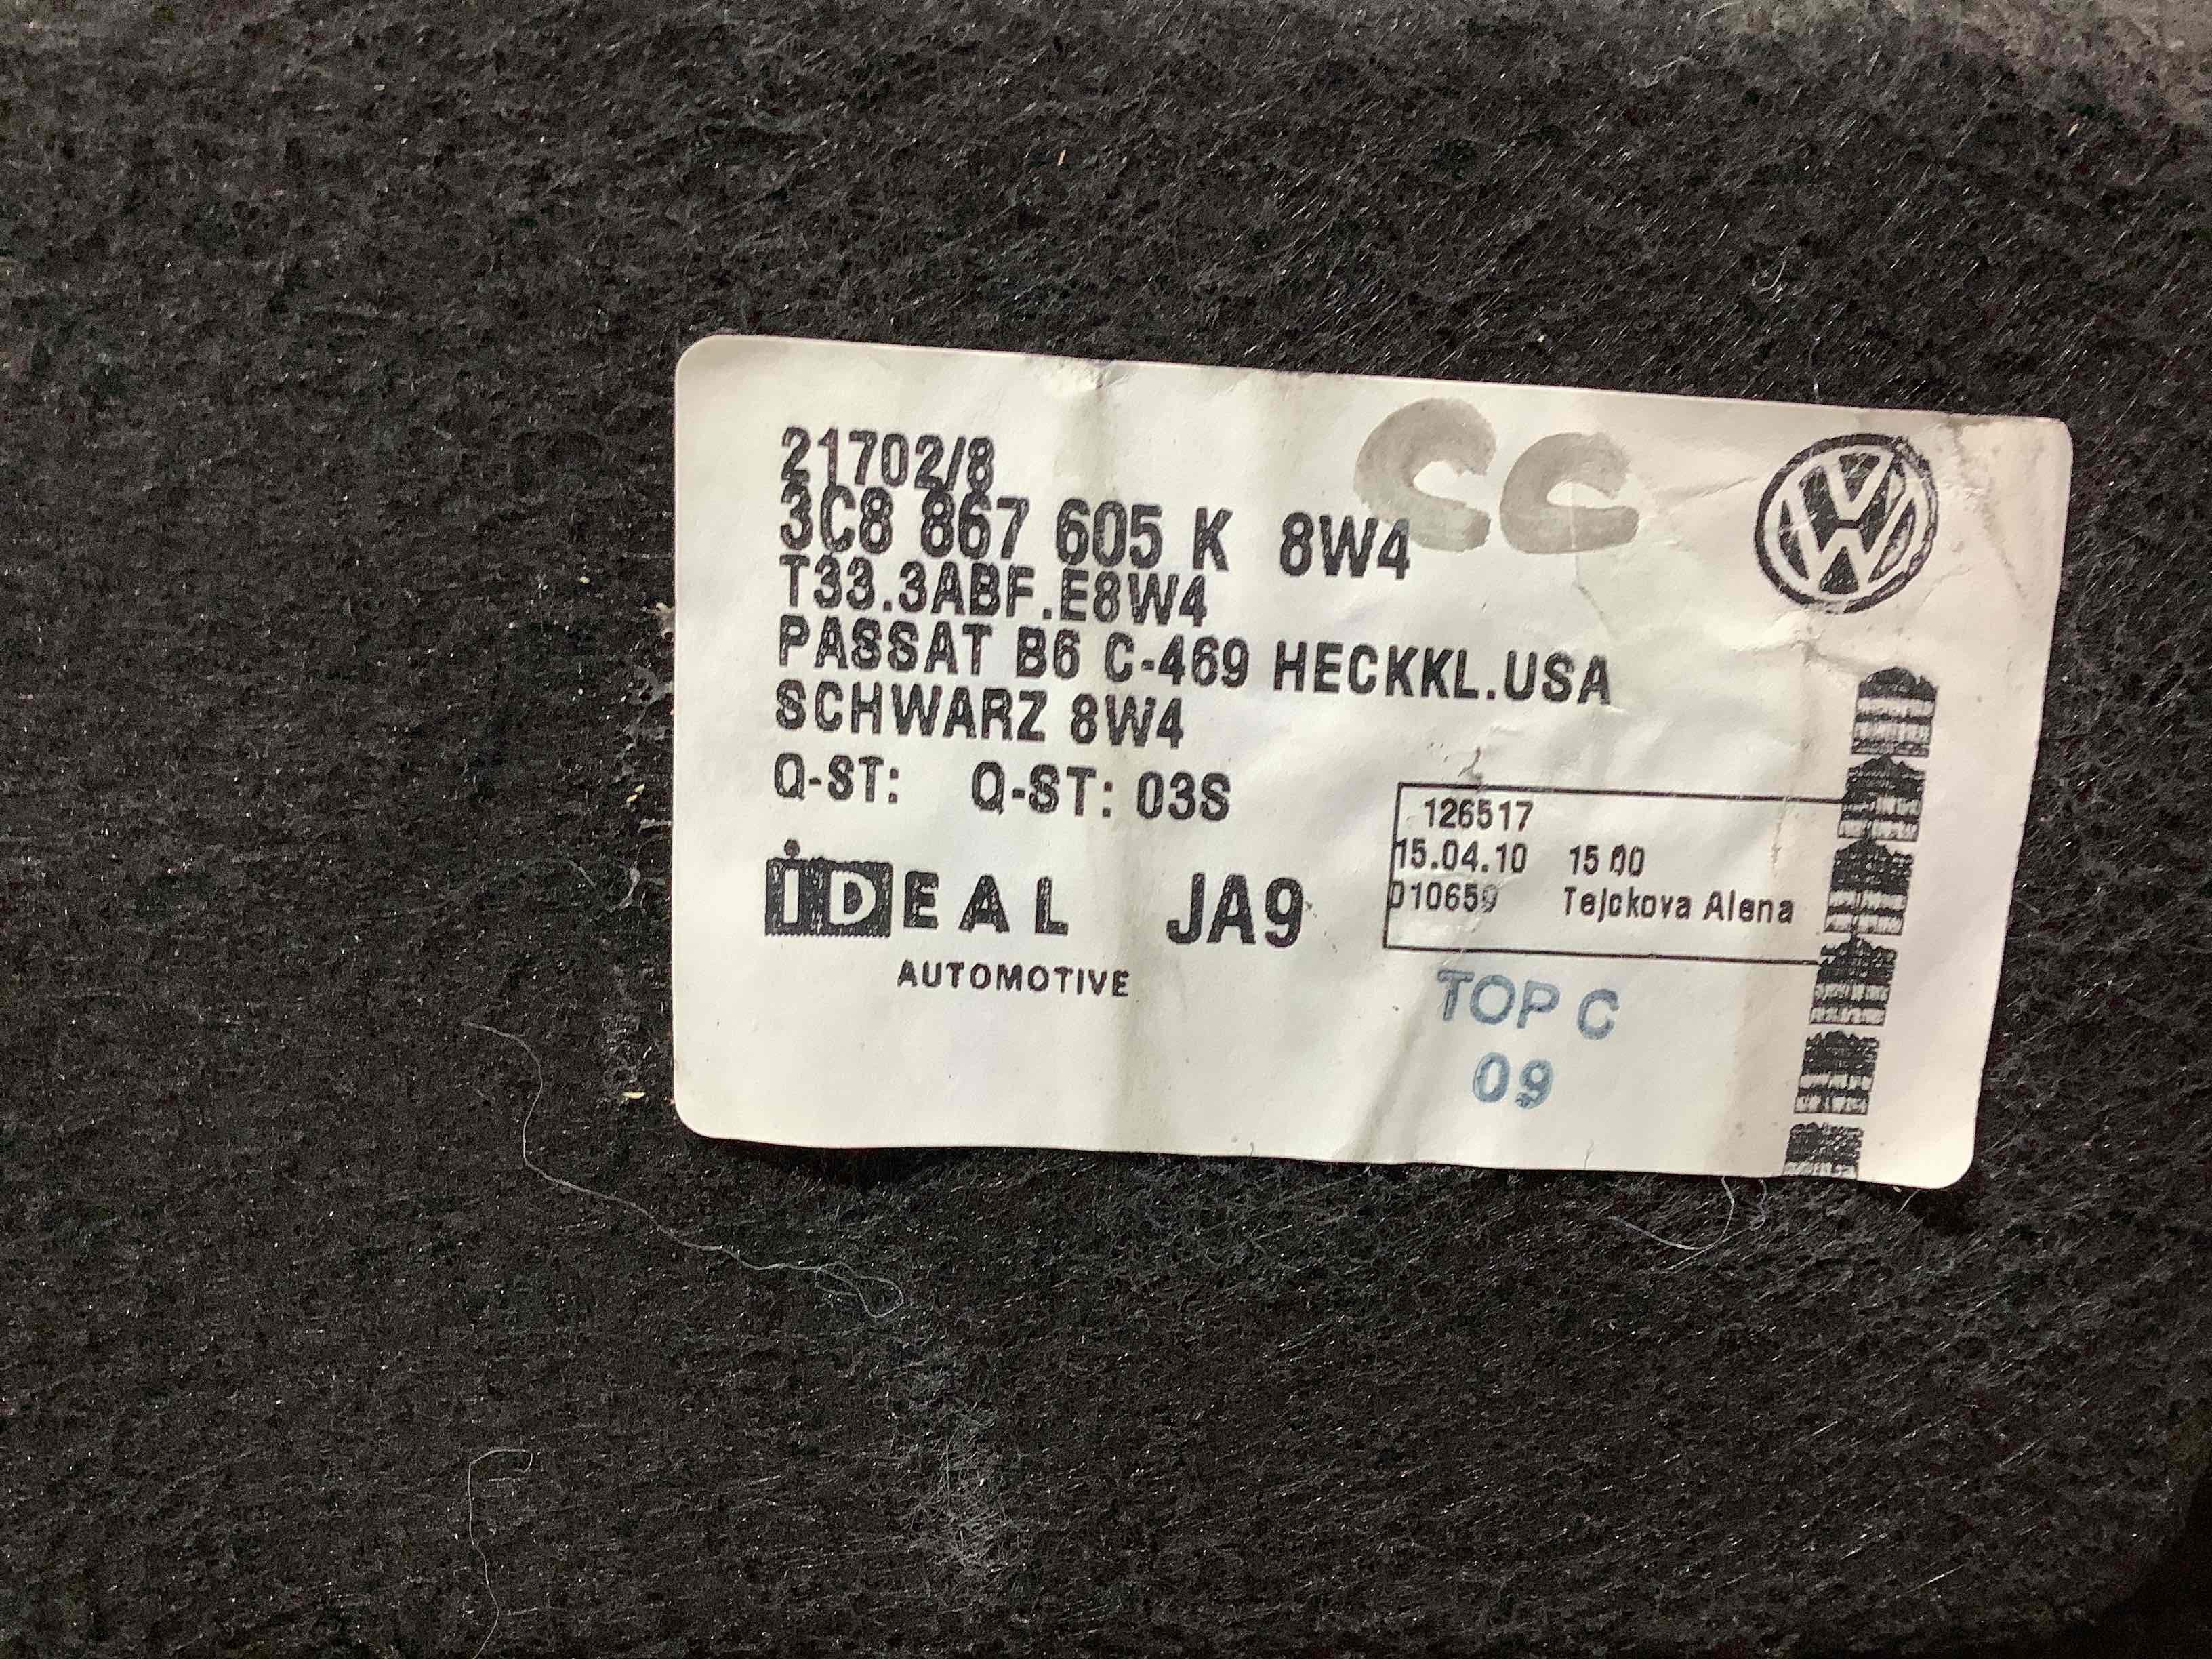 21702/8
CC
3C8 867 605 K 8W4
T33.3ABF.E8W4
PASSAT B6 C-469 HECKKL.USA
SCHWARZ 8W4
Q-ST: Q-ST: 03S
126517
15.04.10 15 00
010659 Tejckova Alena
iDEAL JA9
AUTOMOTIVE
TOP C
09